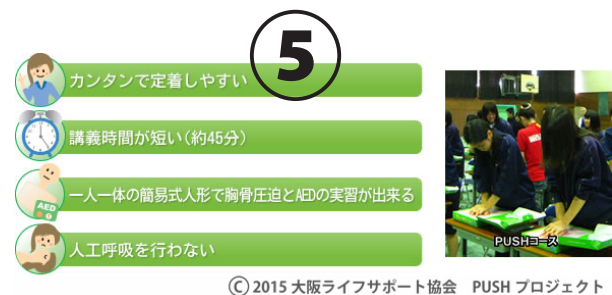 ⑤
カンタンで定着しやすい
講義時間が短い(約45分)
一人一体の簡易式人形で胸骨圧迫とAEDの実習が出来る
AED
人工呼吸を行わない
PUSHコース
Ⓒ 2015 大阪ライフサポート協会 PUSH プロジェクト